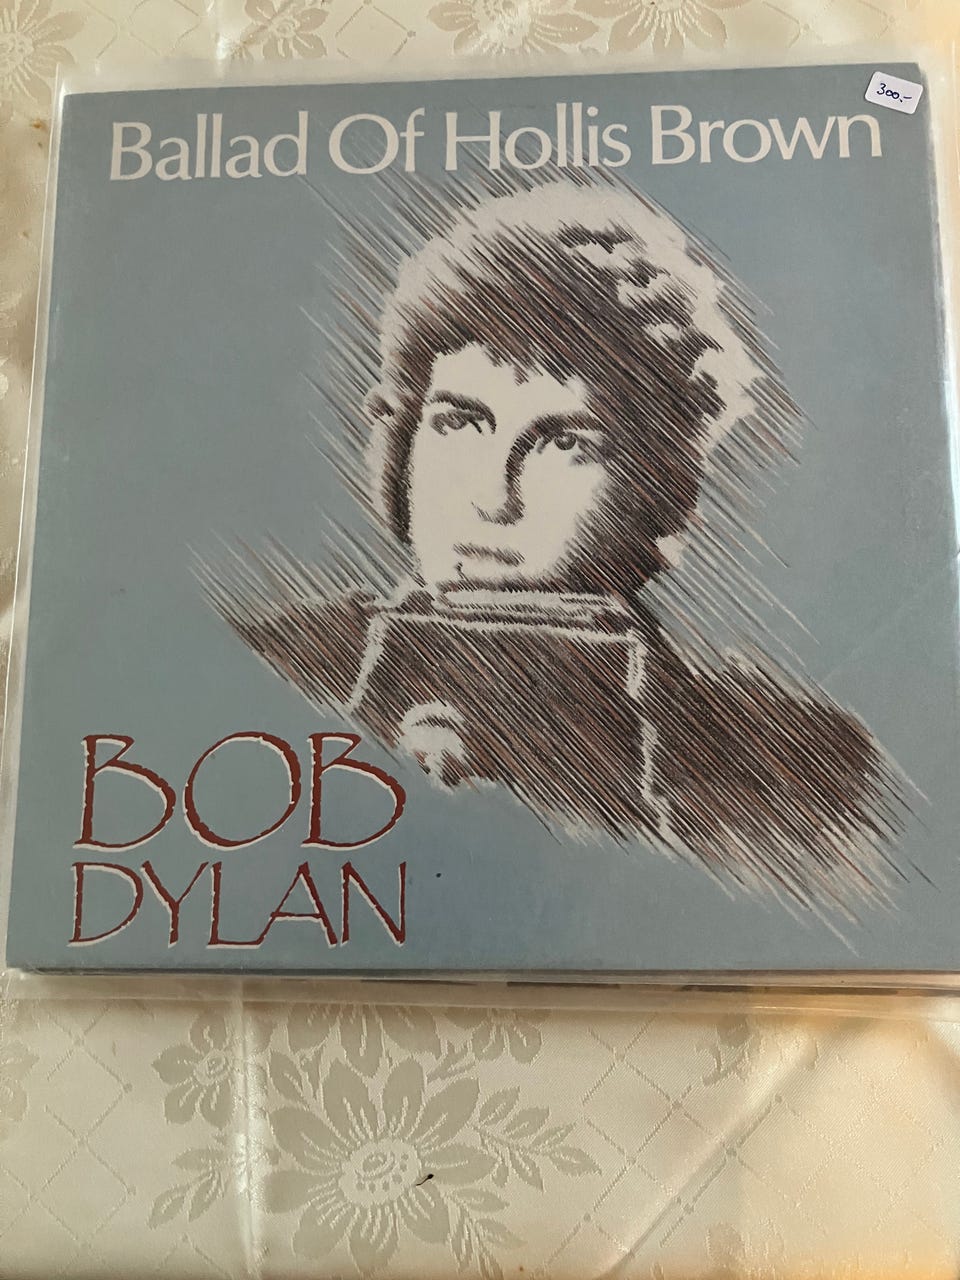 300.-
Ballad Of Hollis Brown
BOB
DYLAN